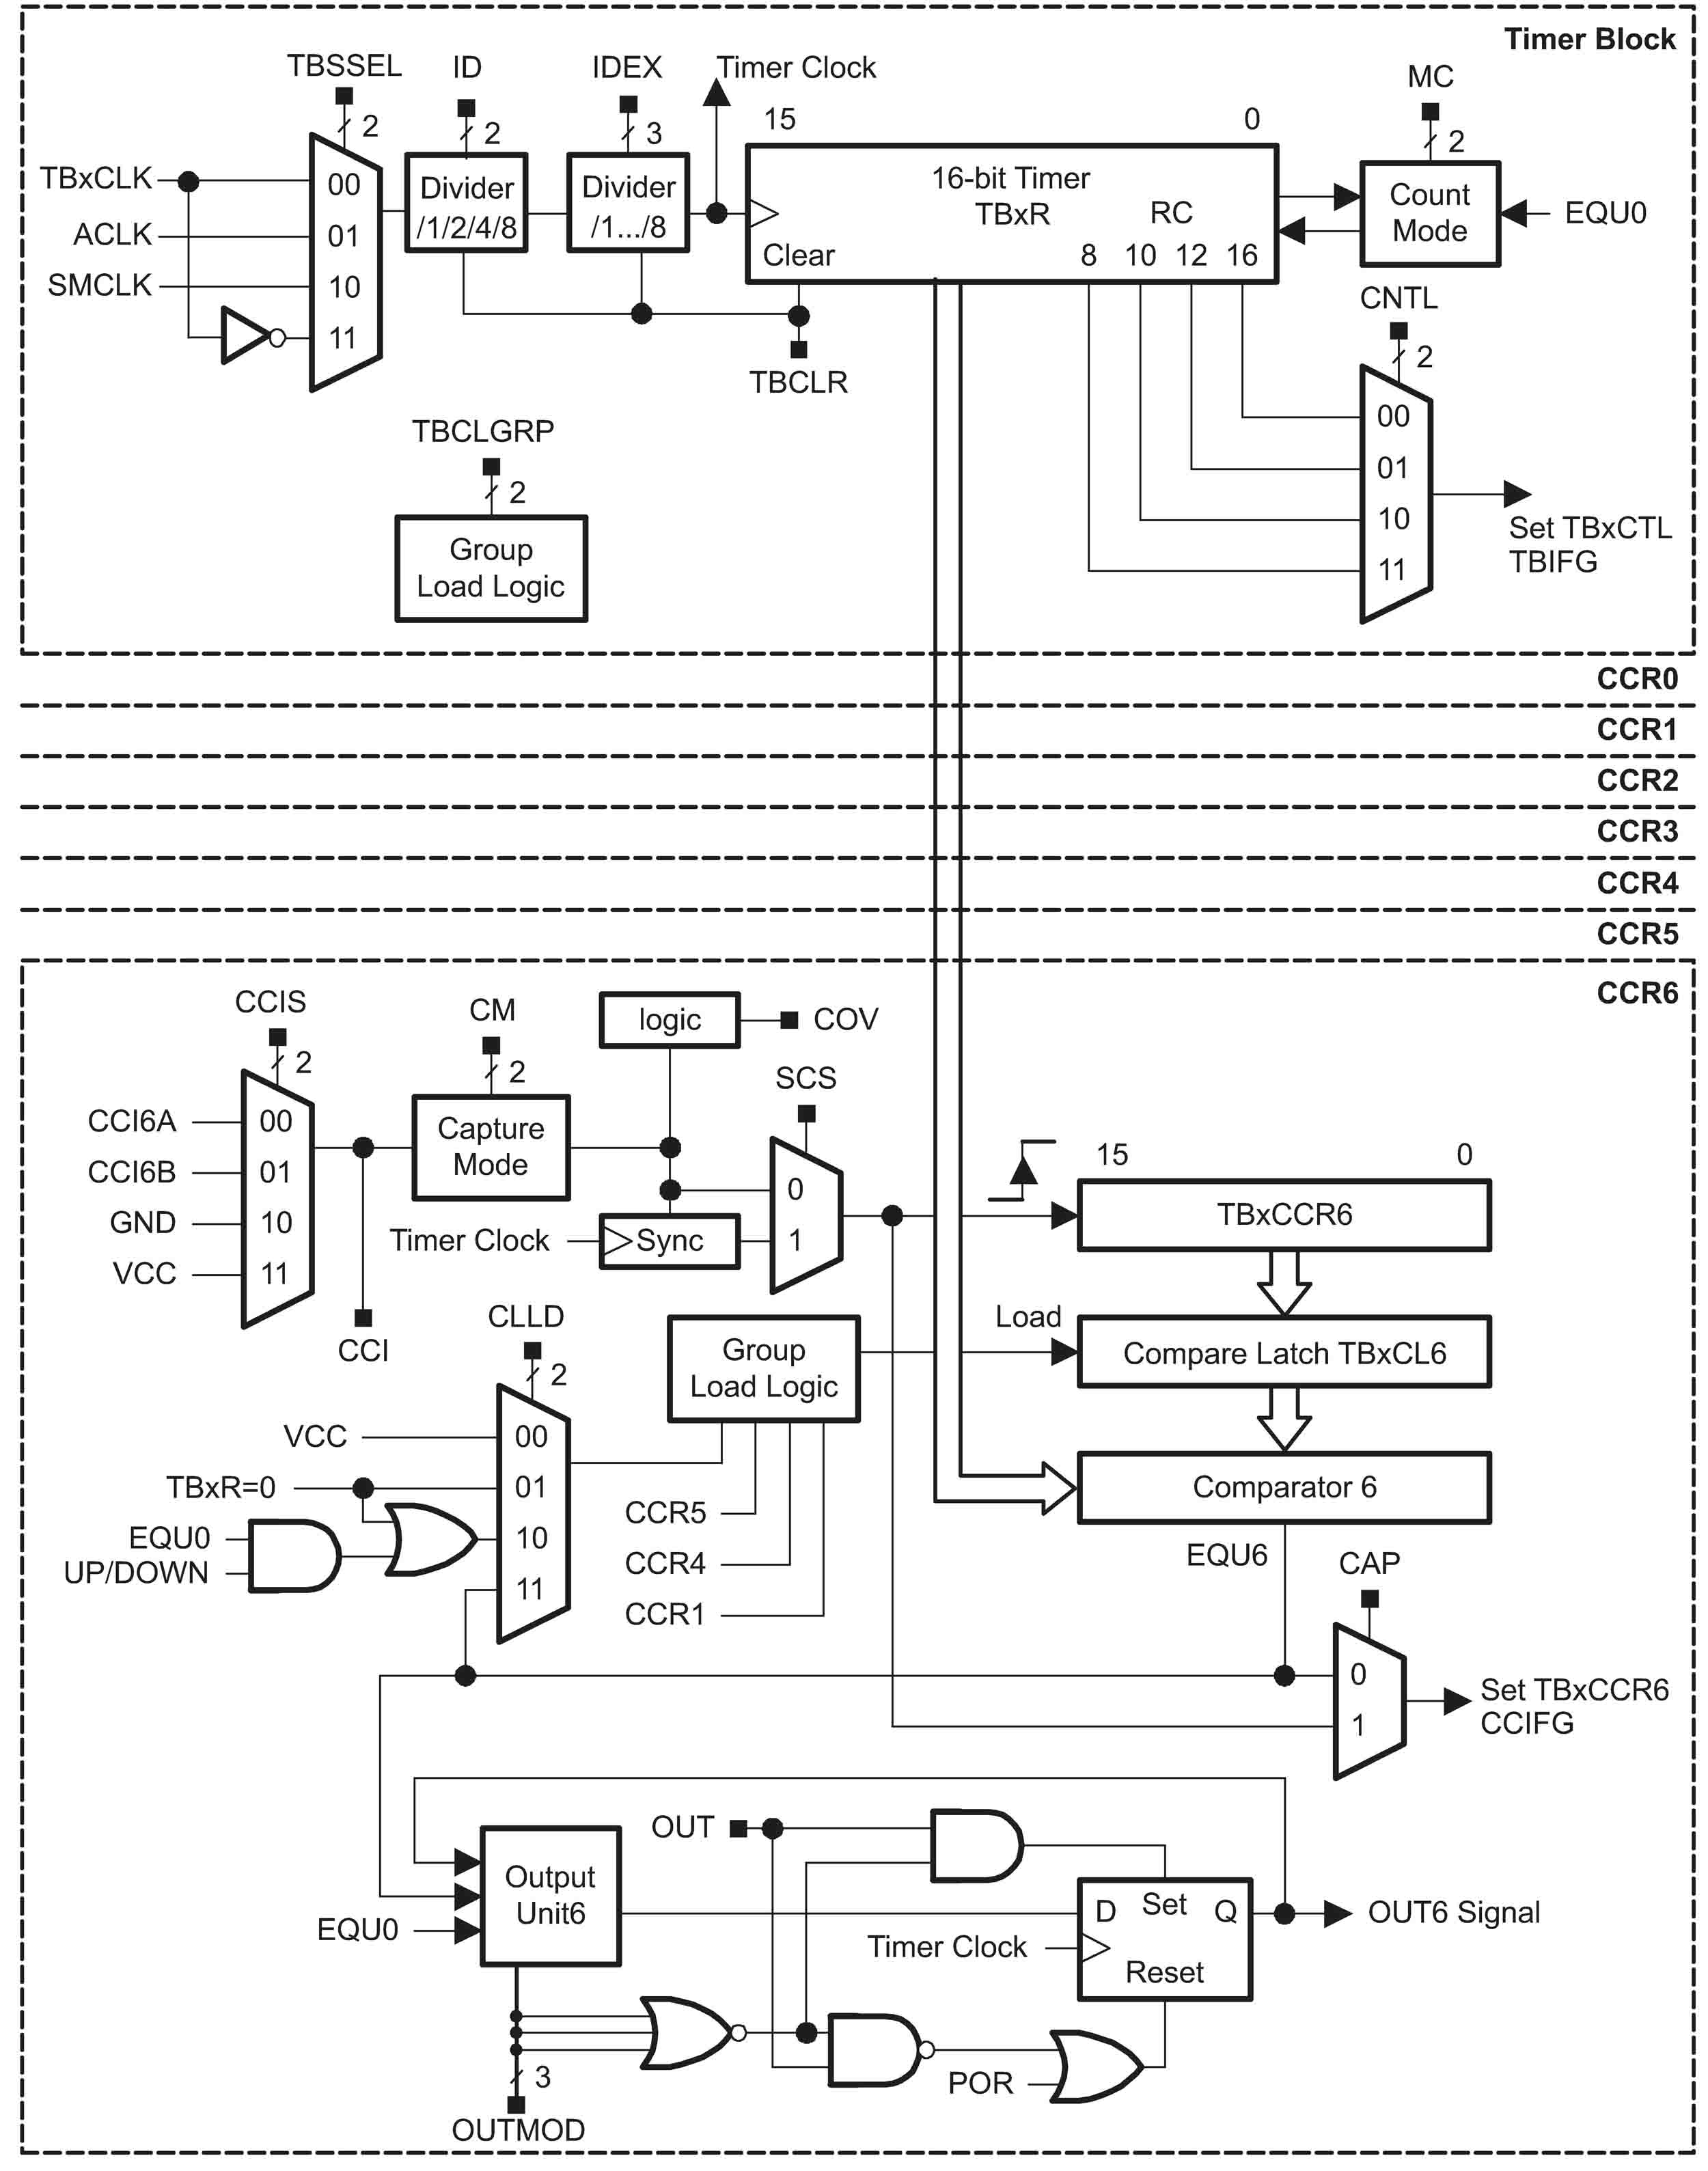 Timer Block
TBSSEL
ID
IDEX
Timer Clock
MC
2
2
3
15
0
2
TBxCLK
ACLK
SMCLK
00
01
10
11
Divider
/1/2/4/8
Divider
/1.../8
16-bit Timer
TBxR
RC
Clear
8
10
12
16
Count
Mode
EQU0
TBCLR
CNTL
2
00
01
10
11
Set TBxCTL
TBIFG
TBCLGRP
2
Group
Load Logic
CCR0
CCR1
CCR2
CCR3
CCR4
CCR5
CCR6
CCIS
2
CM
2
logic
COV
SCS
CCI6A
CCI6B
GND
VCC
00
01
10
11
Capture
Mode
Timer Clock
Sync
0
1
CCI
15
0
TBxCCR6
Load
Compare Latch TBxCL6
Comparator 6
EQU6
CLLD
2
Group
Load Logic
VCC
TBxR=0
EQU0
UP/DOWN
00
01
10
11
CCR5
CCR4
CCR1
CAP
0
1
Set TBxCCR6
CCIFG
OUT
Output
Unit6
EQU0
D
Set
Q
Timer Clock
Reset
OUT6 Signal
3
OUTMOD
POR